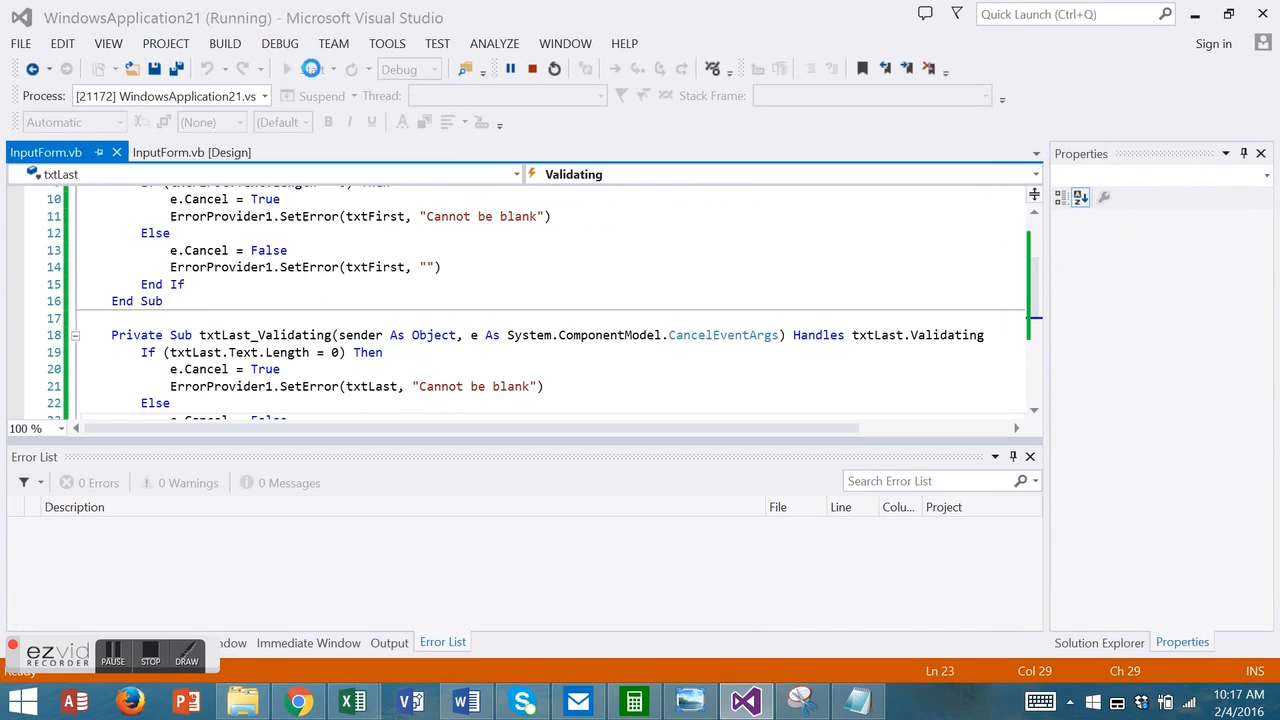 WindowsApplication21 (Running) - Microsoft Visual Studio
Quick Launch (Ctrl+Q)
FILE EDIT VIEW PROJECT BUILD DEBUG TEAM TOOLS TEST ANALYZE WINDOW HELP
Sign in
Debug
Process: [21172] WindowsApplication21.vs Suspend Thread: Stack Frame:
Automatic (None) (Default
InputForm.vb InputForm.vb [Design]
Properties
txtLast Validating
10 e.Cancel = True
11 ErrorProvider1.SetError(txtFirst, "Cannot be blank")
12 Else
13 e.Cancel = False
14 ErrorProvider1.SetError(txtFirst, "")
15 End If
16 End Sub
17
18 Private Sub txtLast_Validating(sender As Object, e As System.ComponentModel.CancelEventArgs) Handles txtLast.Validating
19 If (txtLast.Text.Length = 0) Then
20 e.Cancel = True
21 ErrorProvider1.SetError(txtLast, "Cannot be blank")
22 Else
100 %
Error List
0 Errors 0 Warnings 0 Messages
Search Error List
Description File Line Colu... Project
ezvid
RECORDER
PAUSE STOP DRAW
ndow Immediate Window Output Error List
Solution Explorer Properties
Ready Ln 23 Col 29 Ch 29 INS
10:17 AM
2/4/2016